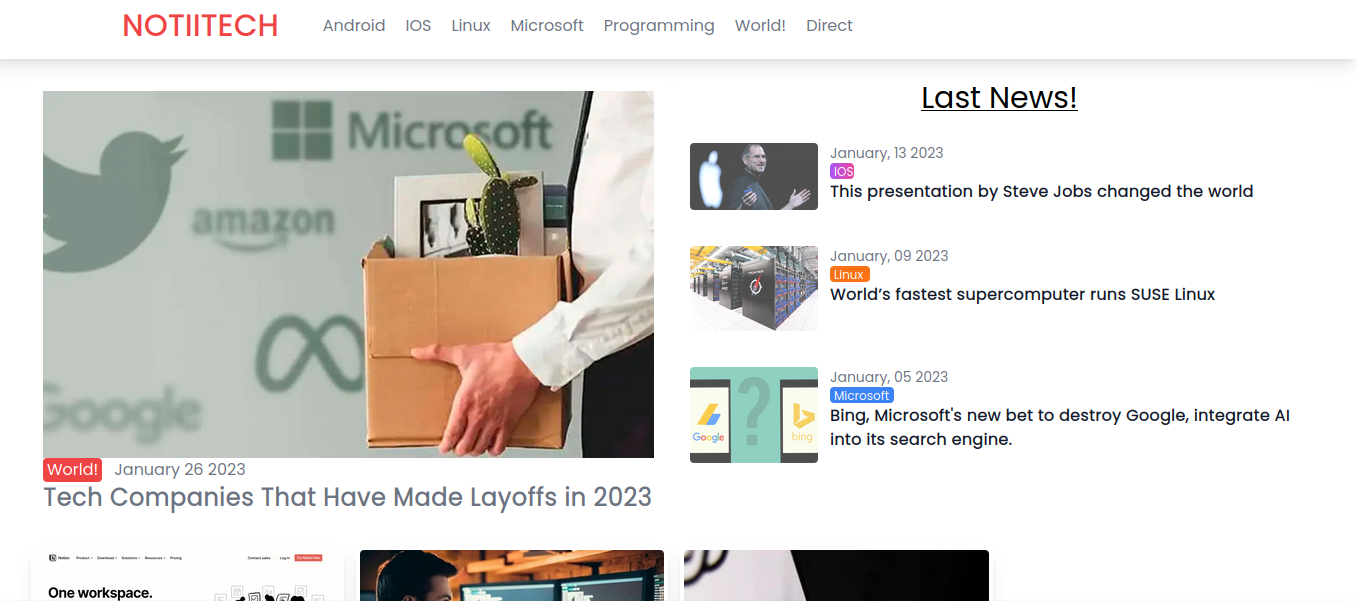 NOTIITECH
Android IOS Linux Microsoft Programming World! Direct
Microsoft
amazon
Google
World! January 26 2023
Tech Companies That Have Made Layoffs in 2023
Last News!
January, 13 2023
IOS
This presentation by Steve Jobs changed the world
January, 09 2023
Linux
World’s fastest supercomputer runs SUSE Linux
?
Google
bing
January, 05 2023
Microsoft
Bing, Microsoft's new bet to destroy Google, integrate AI
into its search engine.
Notion Product Download Solutions Resources Pricing Contact sales Log in Try Notion free
One workspace.